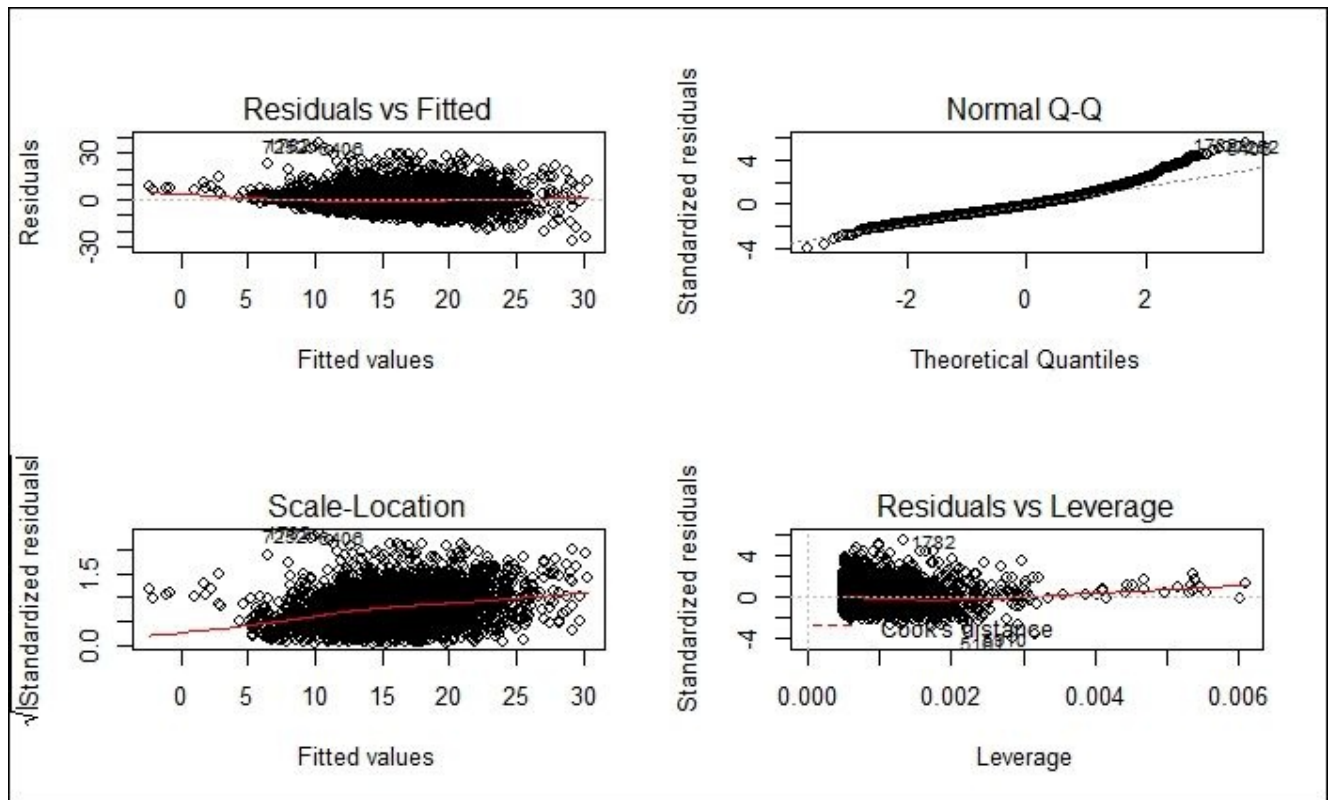 Residuals vs Fitted
Residuals
30
0
-30
0 5 10 15 20 25 30
Fitted values
Normal Q-Q
Standardized residuals
4
0
-4
-2 0 2
Theoretical Quantiles
Scale-Location
√|Standardized residuals|
1.5
0.0
0 5 10 15 20 25 30
Fitted values
Residuals vs Leverage
Standardized residuals
4
0
-4
1782
Cook's distance
0.000 0.002 0.004 0.006
Leverage